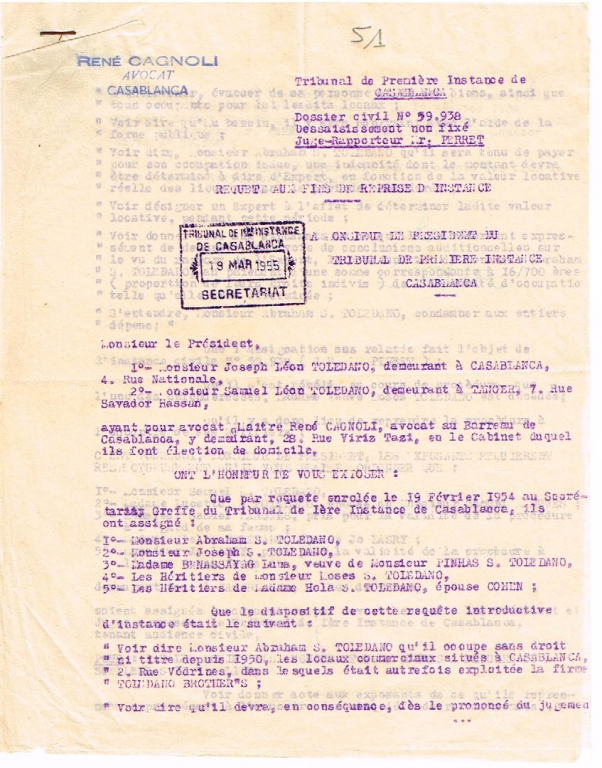 5/1
RENÉ CAGNOLI
AVOCAT
CASABLANCA
Tribunal de Première Instance de
CASABLANCA
Dossier civil N° 59.938
Dessaisissement non fixé
Juge-Rapporteur Mr. PERRET
REQUET. AUX FINS DE REPRISE D'INSTANCE
TRIBUNAL DE 1ère INSTANCE
DE CASABLANCA
19 MAR 1955
SECRETARIAT
A MONSIEUR LE PRESIDENT DU
TRIBUNAL DE PREMIERE INSTANCE
CASABLANCA
Monsieur le Président,
1°- Monsieur Joseph Léon TOLEDANO, demeurant à CASABLANCA,
4. Rue Nationale,
2°- Monsieur Samuel Léon TOLEDANO, demeurant à TANGER, 7. Rue
Savador Hassan,
ayant pour avocat Maître René CAGNOLI, avocat au Barreau de
Casablanca, y demeurant, 28. Rue Viriz Tazi, en le Cabinet duquel
ils font élection de domicile.
ONT L'HONNEUR DE VOUS EXPOSER :
Que par requete enrolée le 19 Février 1954 au Secré-
tariat Greffe du Tribunal de Ière Instance de Casablanca, ils
ont assigné :
1°- Monsieur Abraham S. TOLEDANO,
2°- Monsieur Joseph S. TOLEDANO,
3°- Madame BENASSAYAG Luna, veuve de Monsieur PINHAS S. TOLEDANO,
4°- Les Héritiers de Monsieur Moses S. TOLEDANO,
5°- Les Héritiers de Madame Hola S. TOLEDANO, épouse COHEN ;
Que le dispositif de cette requête introductive
d'instance était le suivant :
" Voir dire Monsieur Abraham S. TOLEDANO qu'il occupe sans droit
" ni titre depuis 1950, les locaux commerciaux situés à CASABLANCA,
" 2. Rue Védrines, dans lesquels était autrefois exploitée la firme
" TOLEDANO BROTHER"S ;
" Voir dire qu'il devra, en conséquence, dès le prononcé du jugemen
...